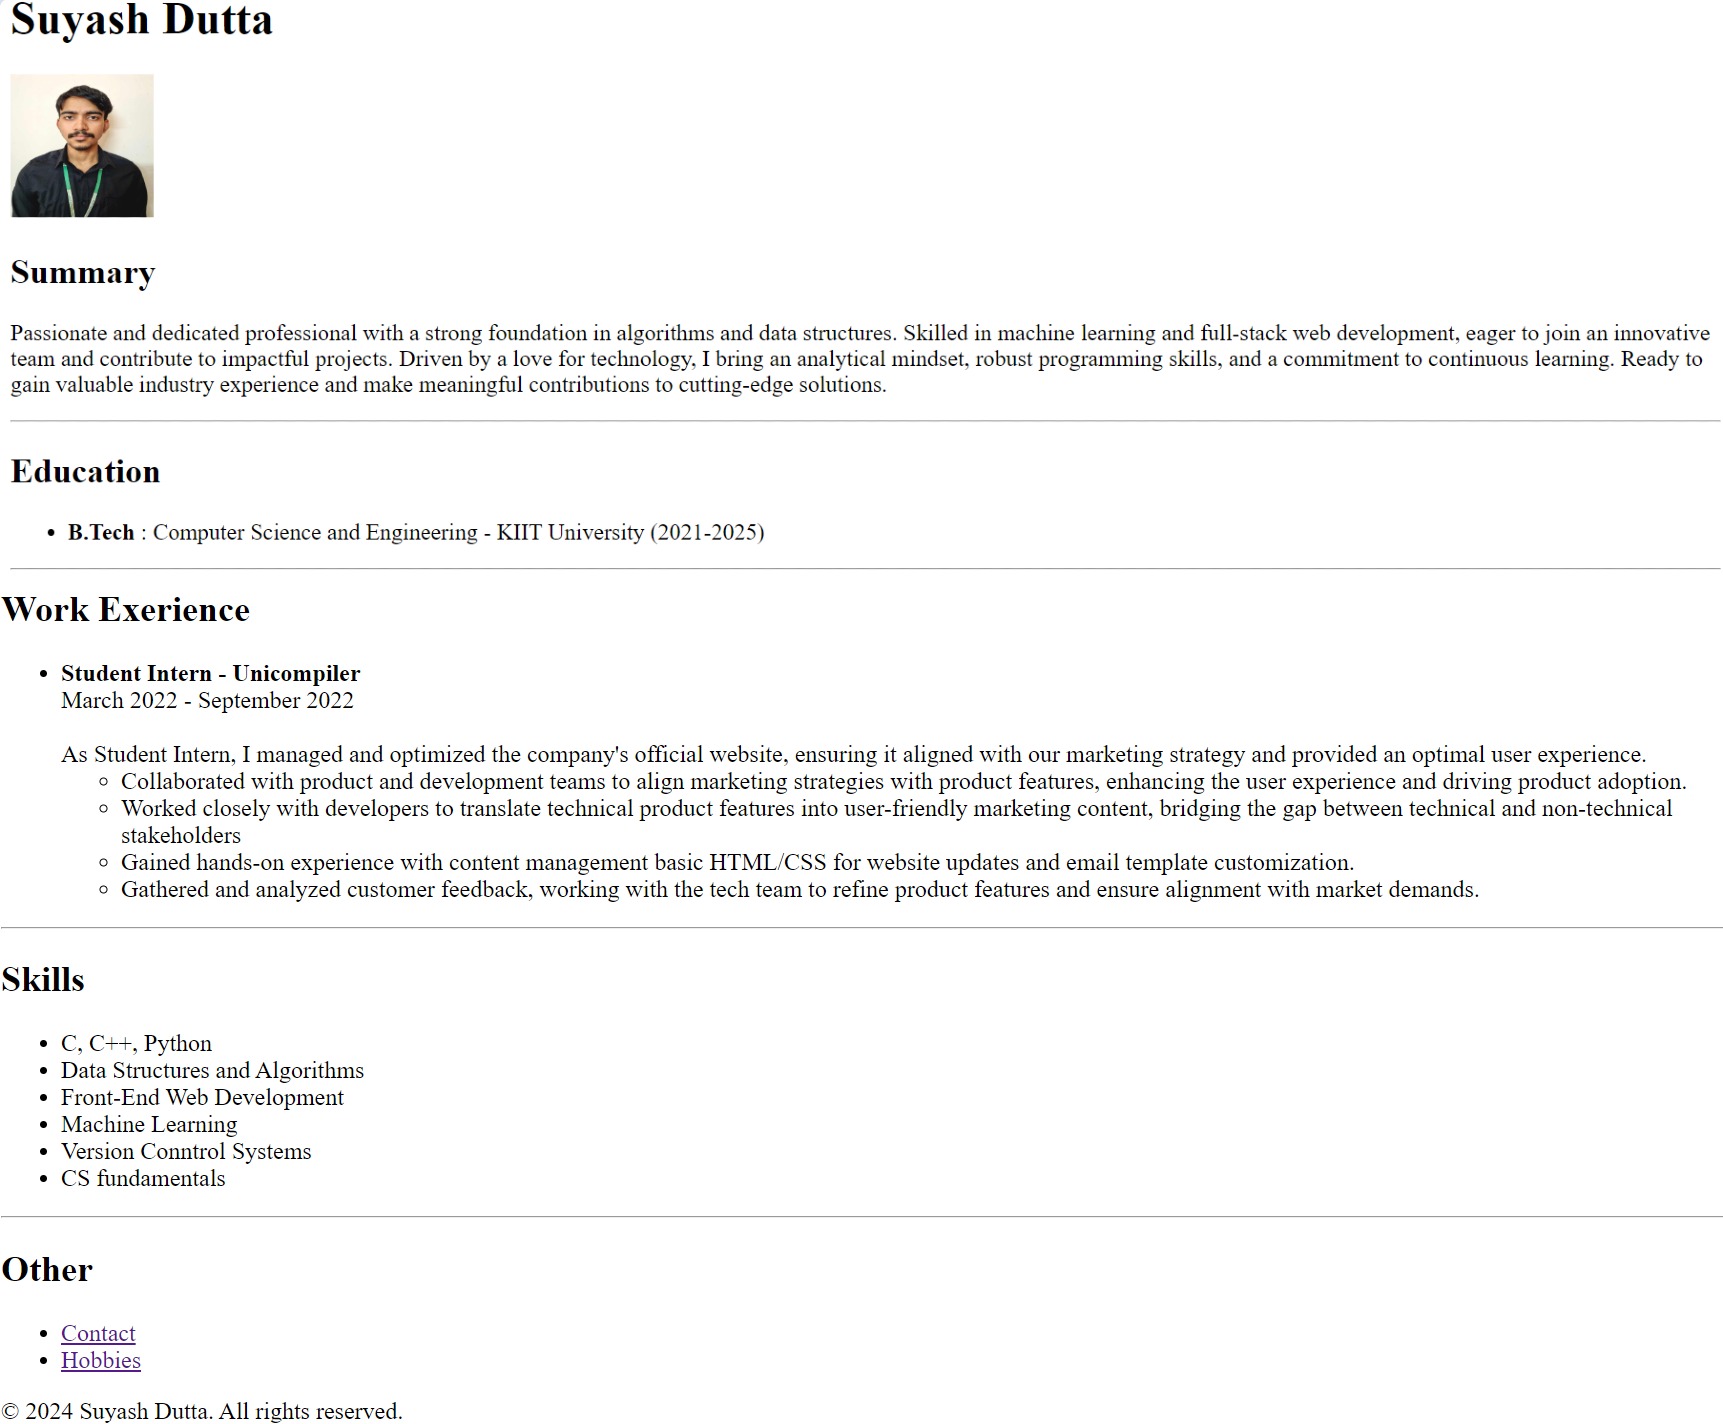 Suyash Dutta
Summary
Passionate and dedicated professional with a strong foundation in algorithms and data structures. Skilled in machine learning and full-stack web development, eager to join an innovative
team and contribute to impactful projects. Driven by a love for technology, I bring an analytical mindset, robust programming skills, and a commitment to continuous learning. Ready to
gain valuable industry experience and make meaningful contributions to cutting-edge solutions.
Education
• B.Tech : Computer Science and Engineering - KIIT University (2021-2025)
Work Exerience
• Student Intern - Unicompiler
March 2022 - September 2022
As Student Intern, I managed and optimized the company's official website, ensuring it aligned with our marketing strategy and provided an optimal user experience.
◦ Collaborated with product and development teams to align marketing strategies with product features, enhancing the user experience and driving product adoption.
◦ Worked closely with developers to translate technical product features into user-friendly marketing content, bridging the gap between technical and non-technical
stakeholders
◦ Gained hands-on experience with content management basic HTML/CSS for website updates and email template customization.
◦ Gathered and analyzed customer feedback, working with the tech team to refine product features and ensure alignment with market demands.
Skills
• C, C++, Python
• Data Structures and Algorithms
• Front-End Web Development
• Machine Learning
• Version Conntrol Systems
• CS fundamentals
Other
• Contact
• Hobbies
© 2024 Suyash Dutta. All rights reserved.